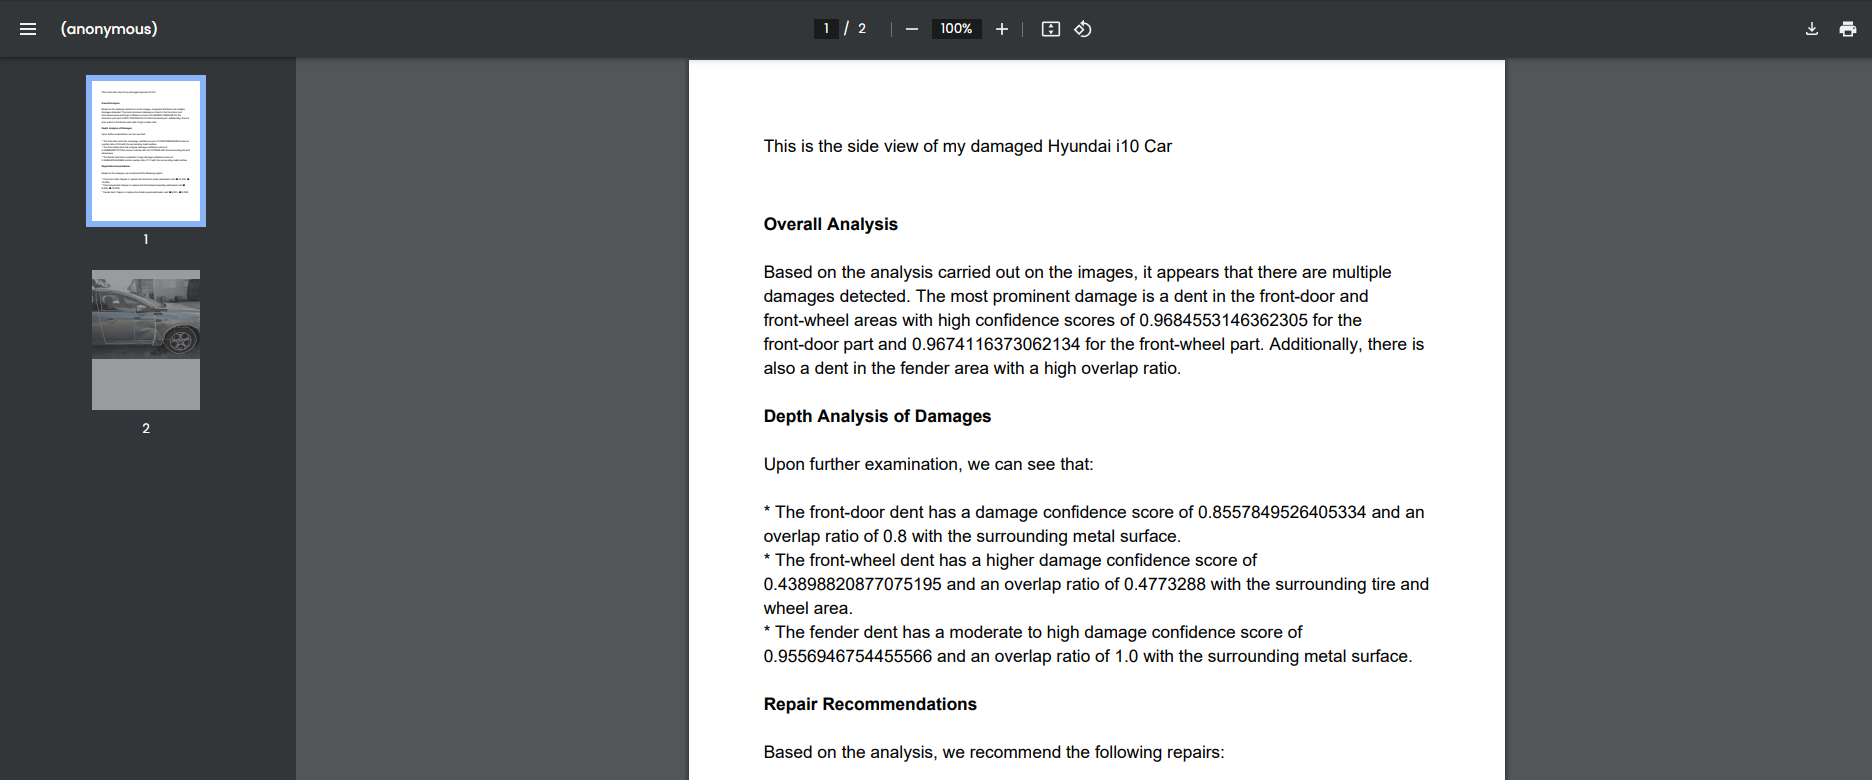 (anonymous)
1 / 2
100%
1
2
This is the side view of my damaged Hyundai i10 Car
Overall Analysis
Based on the analysis carried out on the images, it appears that there are multiple
damages detected. The most prominent damage is a dent in the front-door and
front-wheel areas with high confidence scores of 0.9684553146362305 for the
front-door part and 0.9674116373062134 for the front-wheel part. Additionally, there is
also a dent in the fender area with a high overlap ratio.
Depth Analysis of Damages
Upon further examination, we can see that:
* The front-door dent has a damage confidence score of 0.8557849526405334 and an
overlap ratio of 0.8 with the surrounding metal surface.
* The front-wheel dent has a higher damage confidence score of
0.43898820877075195 and an overlap ratio of 0.4773288 with the surrounding tire and
wheel area.
* The fender dent has a moderate to high damage confidence score of
0.9556946754455566 and an overlap ratio of 1.0 with the surrounding metal surface.
Repair Recommendations
Based on the analysis, we recommend the following repairs: